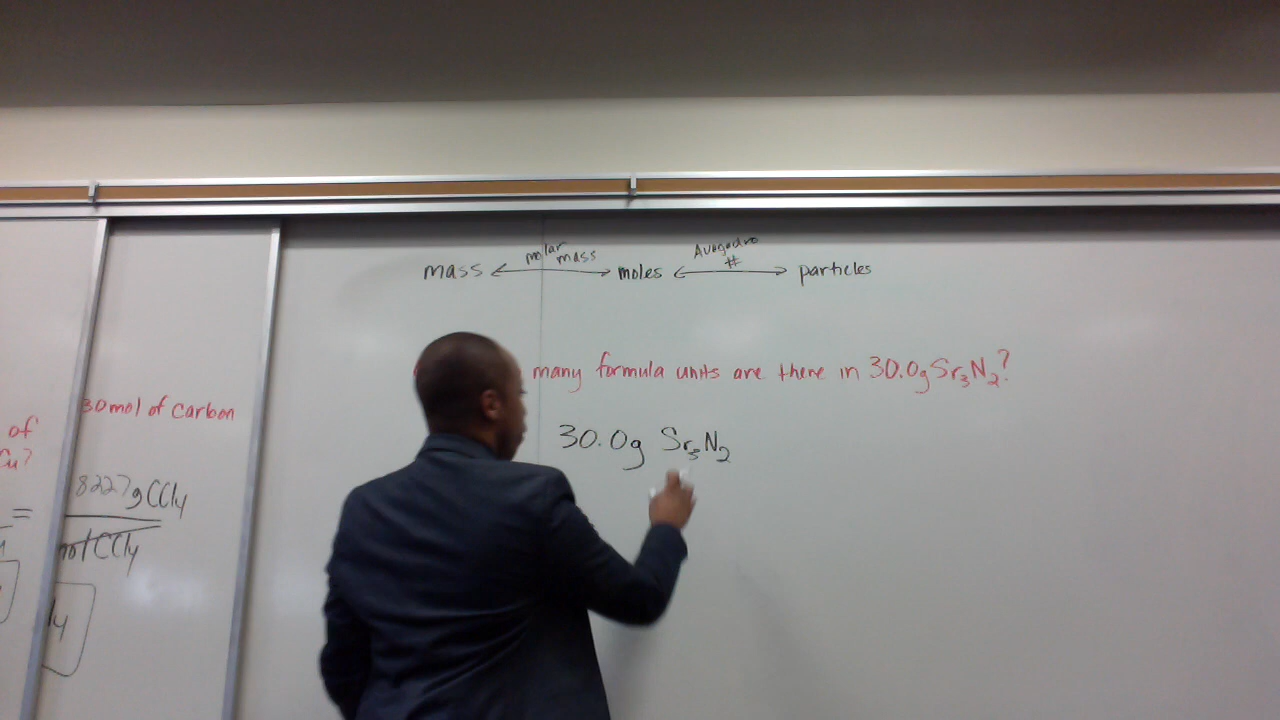 mass ⟷ moles ⟷ particles
molar mass
Avogadro #
many formula units are there in 30.0g Sr₃N₂?
30.0g Sr₃N₂
30 mol of carbon
of
Cu?
= 8227g CCl₄
mol CCl₄